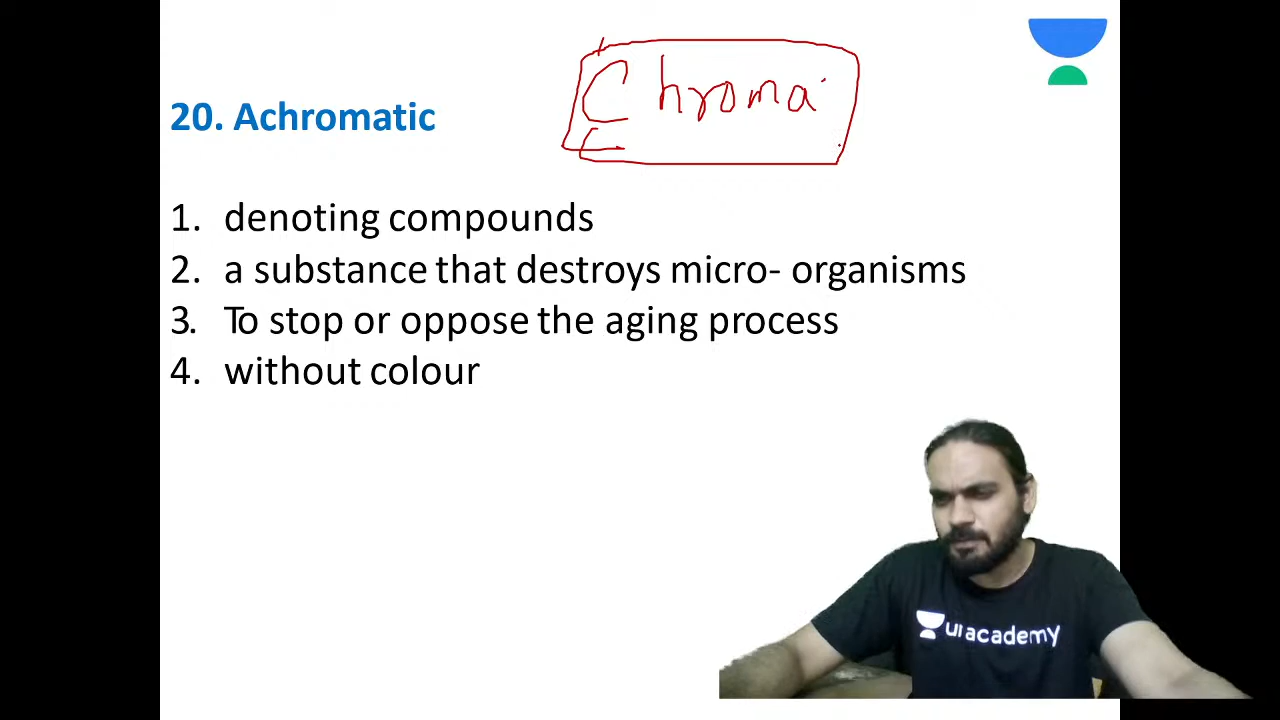 Chroma
20. Achromatic
1. denoting compounds
2. a substance that destroys micro- organisms
3. To stop or oppose the aging process
4. without colour
unacademy